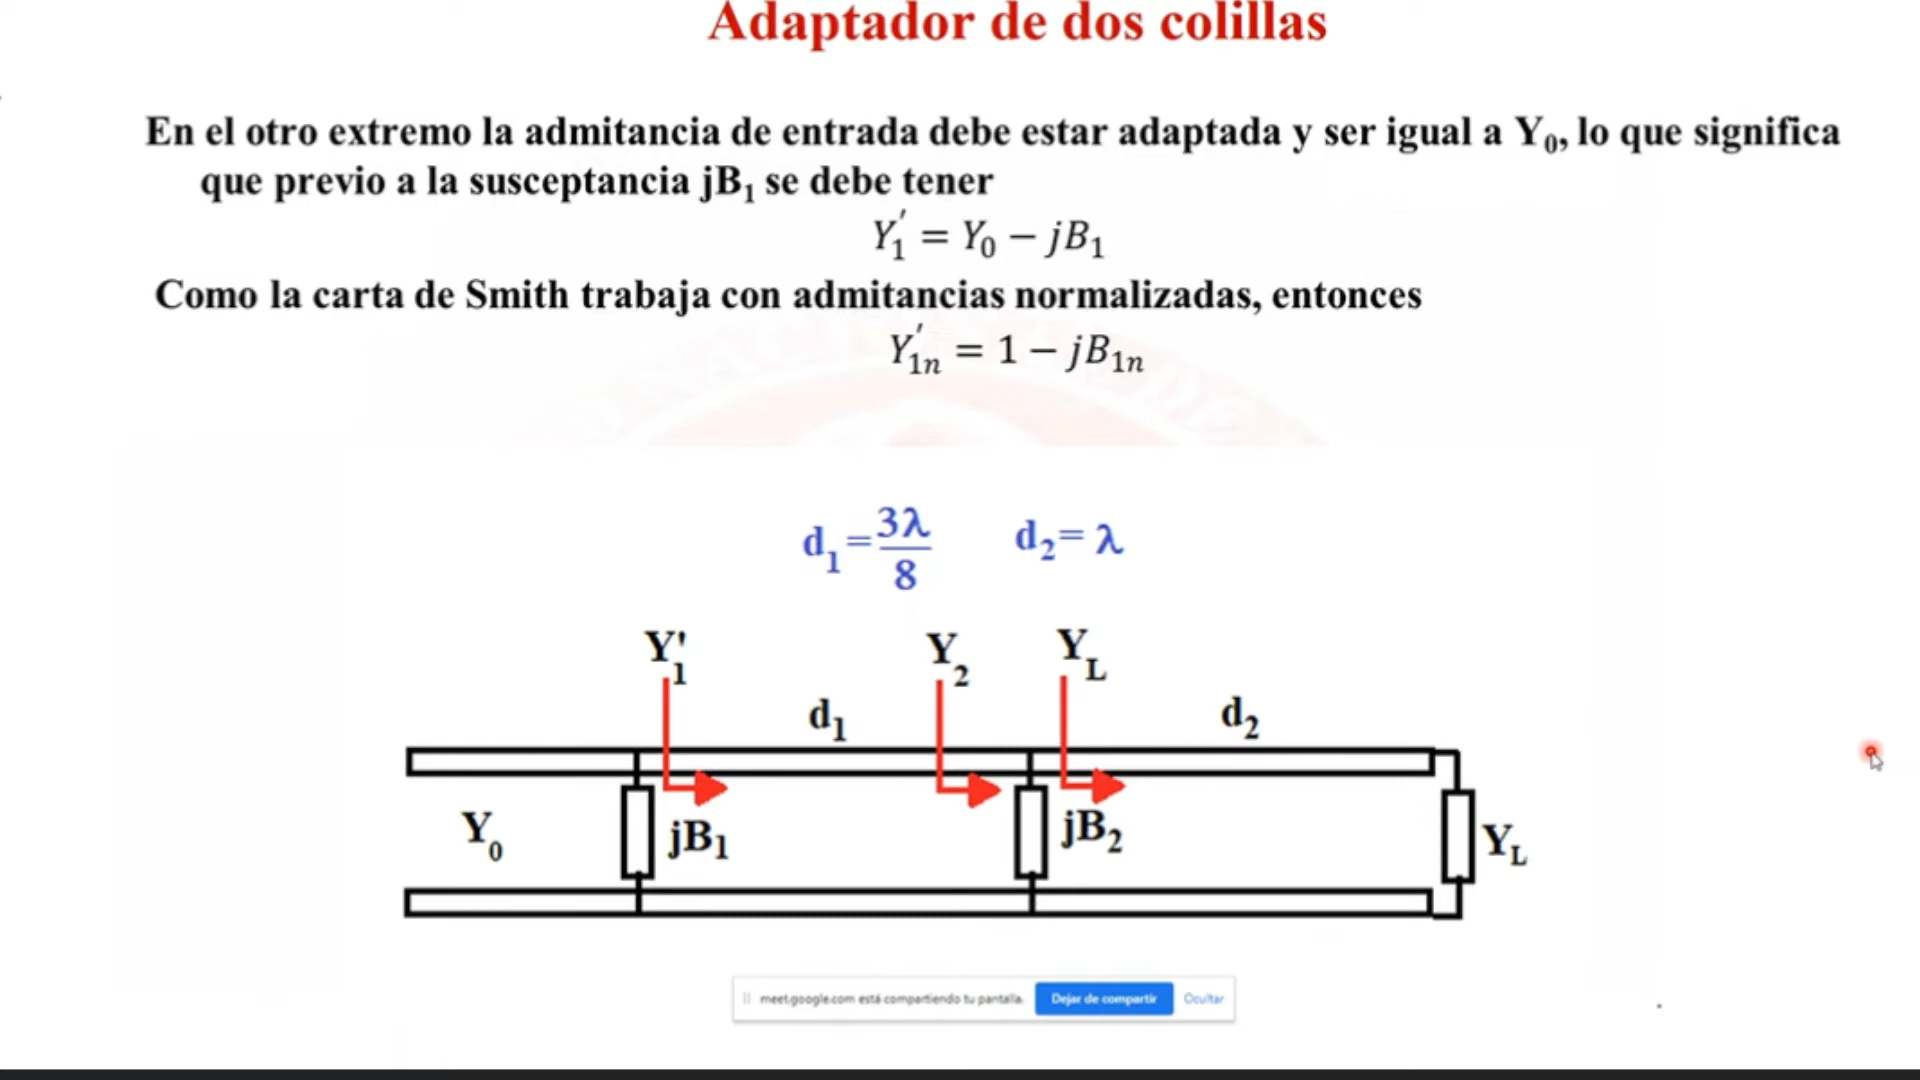 Adaptador de dos colillas
En el otro extremo la admitancia de entrada debe estar adaptada y ser igual a Y₀, lo que significa
que previo a la susceptancia jB₁ se debe tener
Y₁′ = Y₀ − jB₁
Como la carta de Smith trabaja con admitancias normalizadas, entonces
Y₁ₙ′ = 1 − jB₁ₙ
d₁ = 3λ/8 d₂ = λ
Y'₁ Y₂ Y_L
d₁ d₂
Y₀ jB₁ jB₂ Y_L
meet.google.com está compartiendo tu pantalla. Dejar de compartir Ocultar